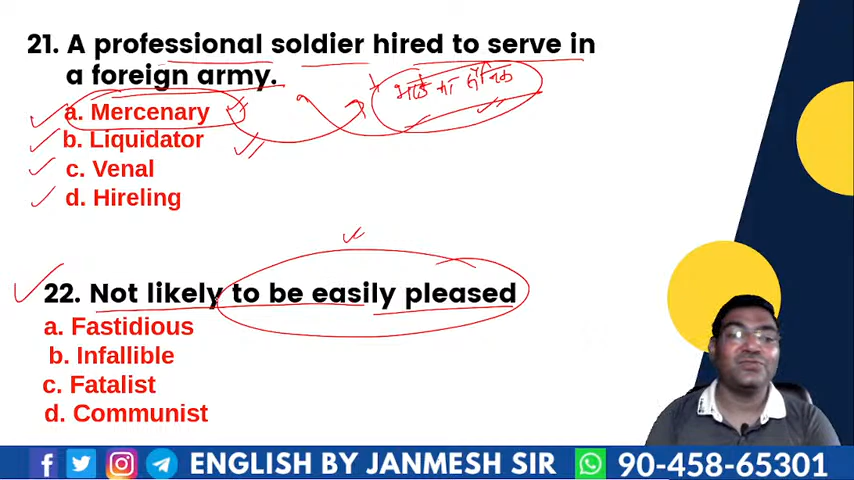 21. A professional soldier hired to serve in
a foreign army.
भाड़े का सैनिक
a. Mercenary
b. Liquidator
c. Venal
d. Hireling
22. Not likely to be easily pleased
a. Fastidious
b. Infallible
c. Fatalist
d. Communist
ENGLISH BY JANMESH SIR 90-458-65301